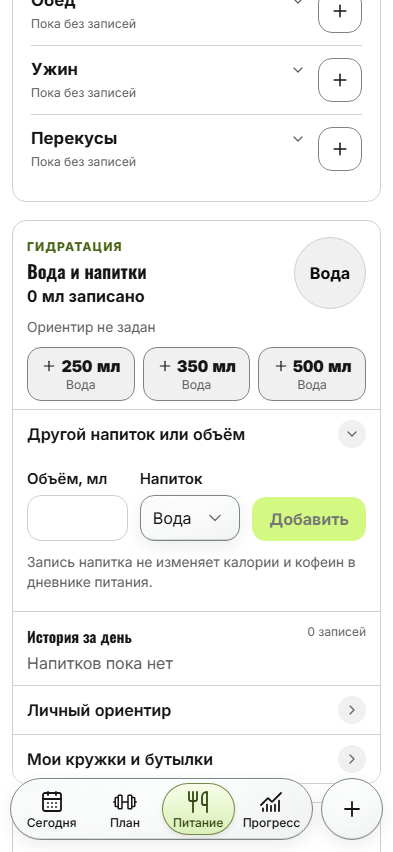 Обед
Пока без записей
Ужин
Пока без записей
Перекусы
Пока без записей
ГИДРАТАЦИЯ
Вода и напитки
0 мл записано
Вода
Ориентир не задан
+ 250 мл
Вода
+ 350 мл
Вода
+ 500 мл
Вода
Другой напиток или объём
Объём, мл
Напиток
Вода
Добавить
Запись напитка не изменяет калории и кофеин в
дневнике питания.
История за день
0 записей
Напитков пока нет
Личный ориентир
Мои кружки и бутылки
Сегодня
План
Питание
Прогресс